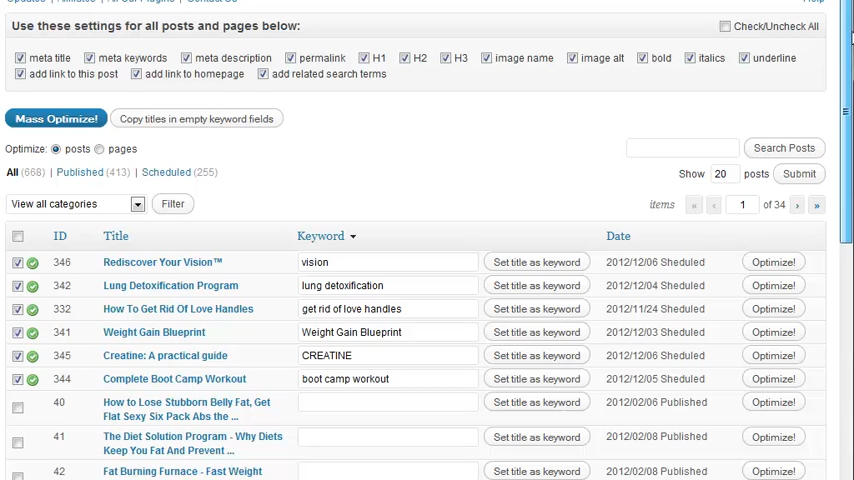 Updates | Affiliates | All Our Plugins | Contact Us Help
Use these settings for all posts and pages below: Check/Uncheck All
meta title meta keywords meta description permalink H1 H2 H3 image name image alt bold italics underline
add link to this post add link to homepage add related search terms
Mass Optimize! Copy titles in empty keyword fields
Optimize: posts pages
Search Posts
All (668) | Published (413) | Scheduled (255)
Show 20 posts Submit
View all categories Filter items « ‹ 1 of 34 › »
ID Title Keyword Date
346 Rediscover Your Vision™ vision Set title as keyword 2012/12/06 Sheduled Optimize!
342 Lung Detoxification Program lung detoxification Set title as keyword 2012/12/04 Sheduled Optimize!
332 How To Get Rid Of Love Handles get rid of love handles Set title as keyword 2012/11/24 Sheduled Optimize!
341 Weight Gain Blueprint Weight Gain Blueprint Set title as keyword 2012/12/03 Sheduled Optimize!
345 Creatine: A practical guide CREATINE Set title as keyword 2012/12/06 Sheduled Optimize!
344 Complete Boot Camp Workout boot camp workout Set title as keyword 2012/12/05 Sheduled Optimize!
40 How to Lose Stubborn Belly Fat, Get Set title as keyword 2012/02/06 Published Optimize!
Flat Sexy Six Pack Abs the ...
41 The Diet Solution Program - Why Diets Set title as keyword 2012/02/08 Published Optimize!
Keep You Fat And Prevent ...
42 Fat Burning Furnace - Fast Weight Set title as keyword 2012/02/08 Published Optimize!